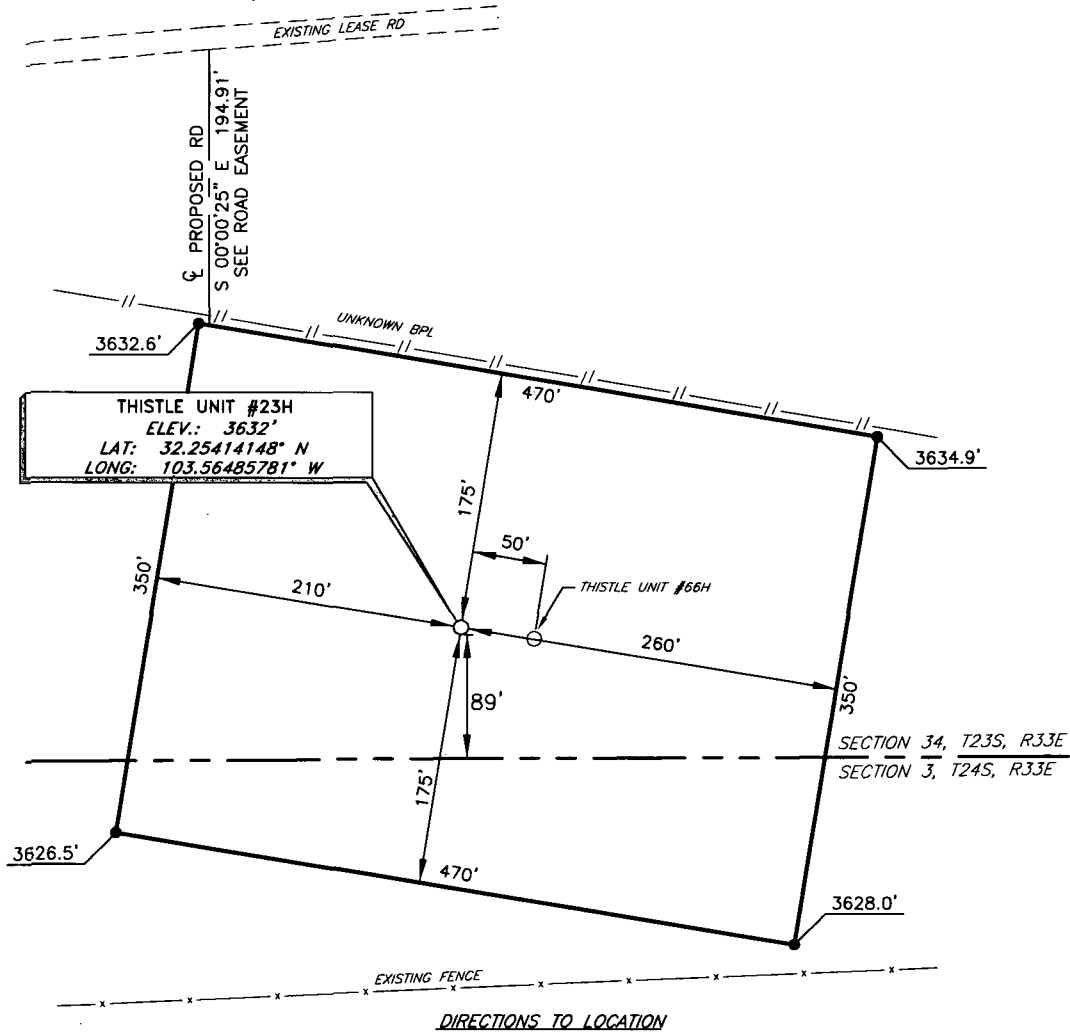 EXISTING LEASE RD
℄ PROPOSED RD
S 00°00'25" E 194.91'
SEE ROAD EASEMENT
UNKNOWN BPL
3632.6'
470'
THISTLE UNIT #23H
ELEV.: 3632'
LAT: 32.25414148° N
LONG: 103.56485781° W
3634.9'
175'
50'
350'
210'
THISTLE UNIT #66H
260'
350'
89'
SECTION 34, T23S, R33E
SECTION 3, T24S, R33E
175'
3626.5'
470'
3628.0'
EXISTING FENCE
DIRECTIONS TO LOCATION